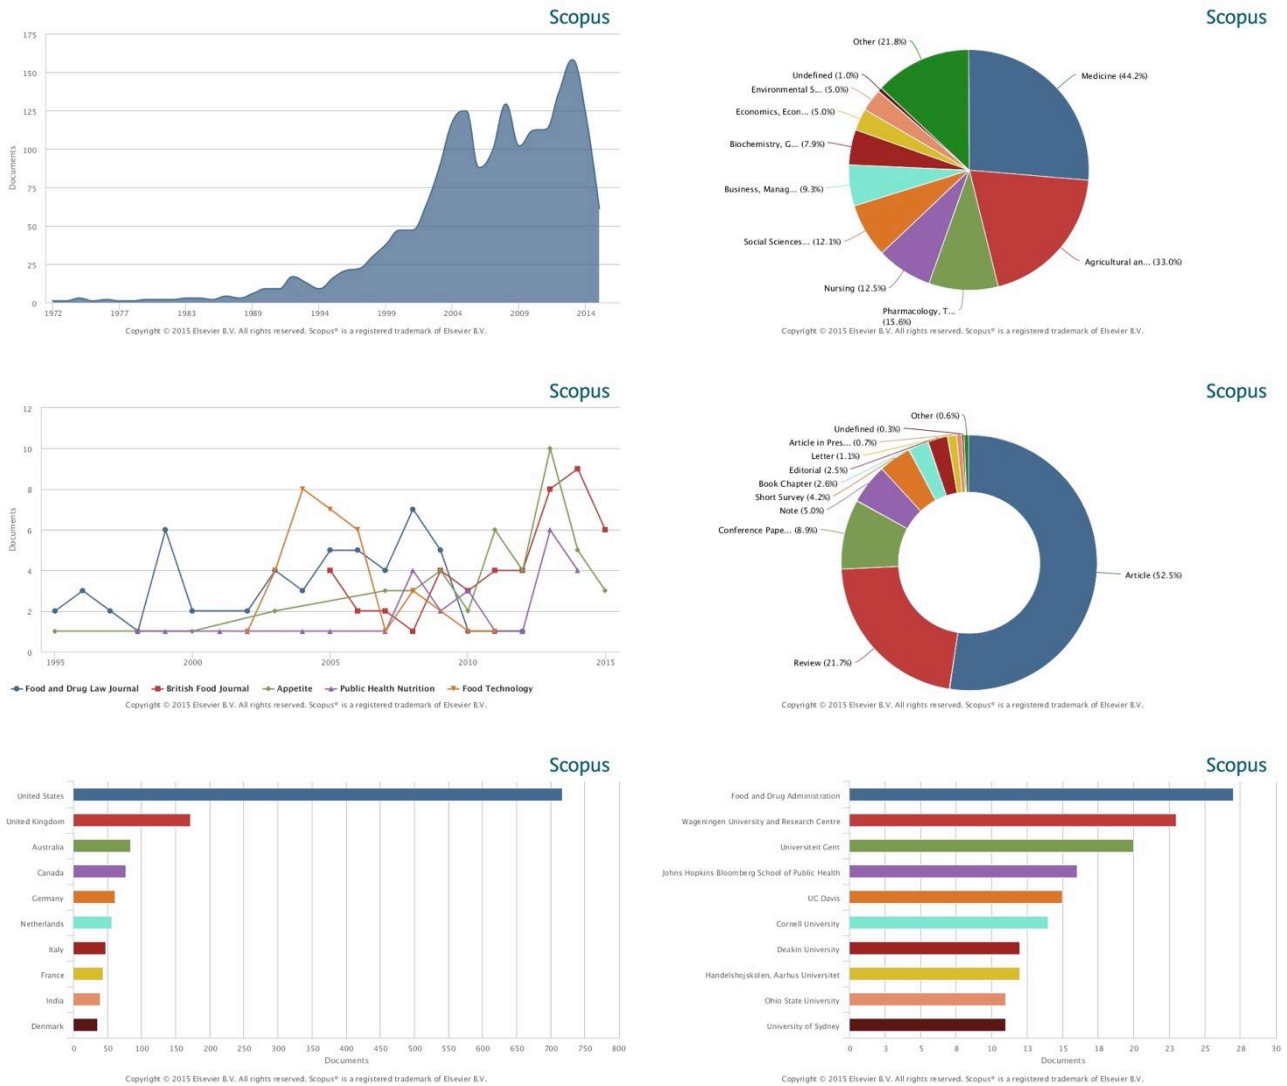 Scopus
175
150
125
100
75
50
25
0
Documents
1972 1977 1983 1989 1994 1999 2004 2009 2014
Copyright © 2015 Elsevier B.V. All rights reserved. Scopus® is a registered trademark of Elsevier B.V.
Scopus
Other (21.8%)
Undefined (1.0%)
Environmental S... (5.0%)
Economics, Econ... (5.0%)
Biochemistry, G... (7.9%)
Business, Manag... (9.3%)
Social Sciences... (12.1%)
Nursing (12.5%)
Pharmacology, T...
(15.6%)
Medicine (44.2%)
Agricultural an... (33.0%)
Copyright © 2015 Elsevier B.V. All rights reserved. Scopus® is a registered trademark of Elsevier B.V.
Scopus
12
10
8
6
4
2
0
Documents
1995 2000 2005 2010 2015
Food and Drug Law Journal British Food Journal Appetite Public Health Nutrition Food Technology
Copyright © 2015 Elsevier B.V. All rights reserved. Scopus® is a registered trademark of Elsevier B.V.
Scopus
Other (0.6%)
Undefined (0.3%)
Article in Pres... (0.7%)
Letter (1.1%)
Editorial (2.5%)
Book Chapter (2.6%)
Short Survey (4.2%)
Note (5.0%)
Conference Pape... (8.9%)
Review (21.7%)
Article (52.5%)
Copyright © 2015 Elsevier B.V. All rights reserved. Scopus® is a registered trademark of Elsevier B.V.
Scopus
United States
United Kingdom
Australia
Canada
Germany
Netherlands
Italy
France
India
Denmark
0 50 100 150 200 250 300 350 400 450 500 550 600 650 700 750 800
Documents
Copyright © 2015 Elsevier B.V. All rights reserved. Scopus® is a registered trademark of Elsevier B.V.
Scopus
Food and Drug Administration
Wageningen University and Research Centre
Universiteit Gent
Johns Hopkins Bloomberg School of Public Health
UC Davis
Cornell University
Deakin University
Handelshojskolen, Aarhus Universitet
Ohio State University
University of Sydney
0 3 5 8 10 13 15 18 20 23 25 28 30
Documents
Copyright © 2015 Elsevier B.V. All rights reserved. Scopus® is a registered trademark of Elsevier B.V.